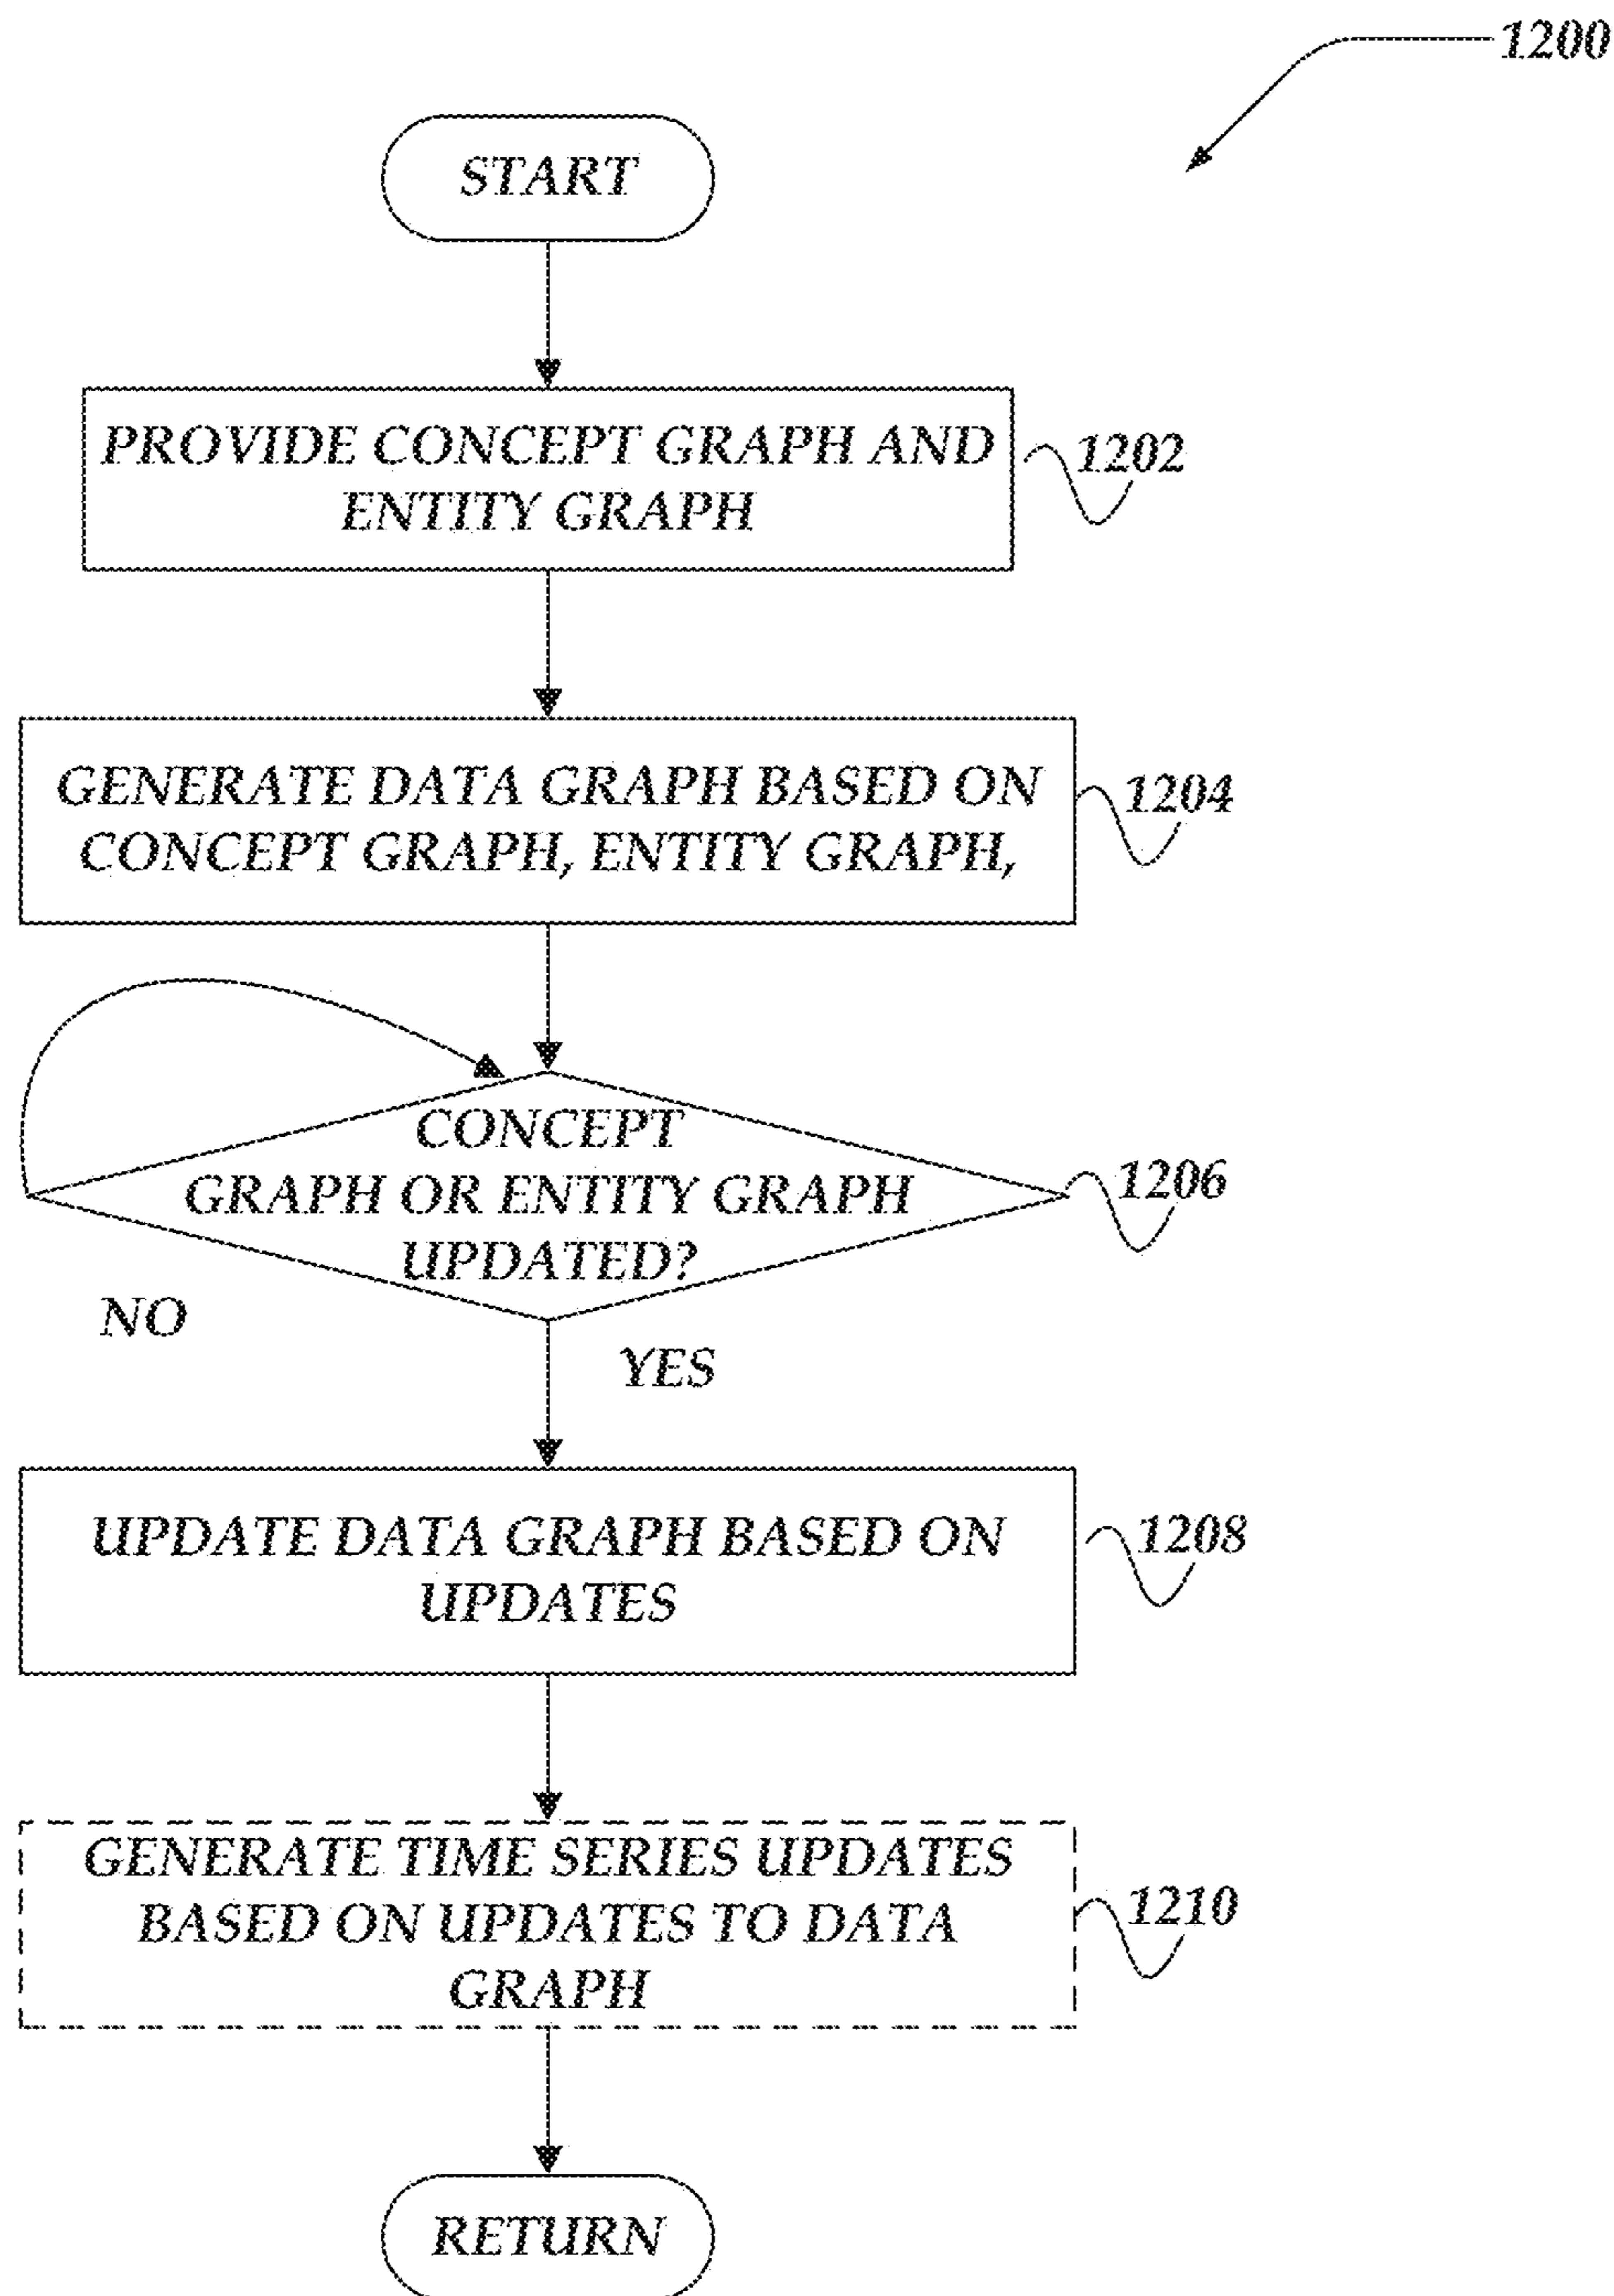 1200
START
PROVIDE CONCEPT GRAPH AND
ENTITY GRAPH
1202
GENERATE DATA GRAPH BASED ON
CONCEPT GRAPH, ENTITY GRAPH,
1204
CONCEPT
GRAPH OR ENTITY GRAPH
UPDATED?
1206
NO
YES
UPDATE DATA GRAPH BASED ON
UPDATES
1208
GENERATE TIME SERIES UPDATES
BASED ON UPDATES TO DATA
GRAPH
1210
RETURN